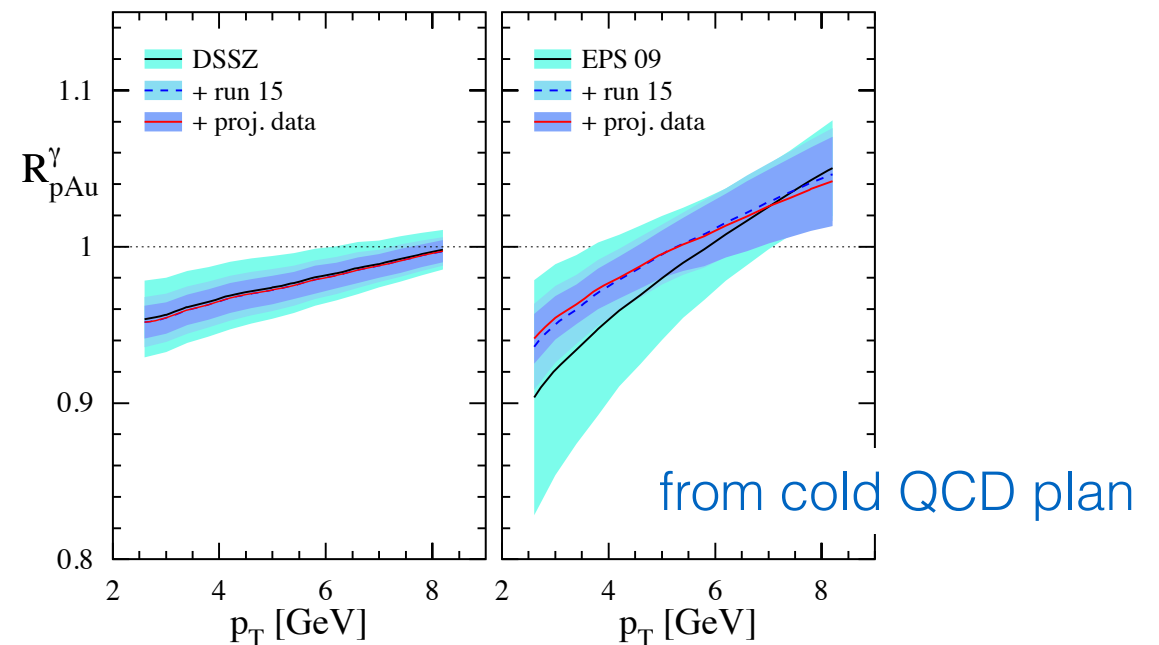 DSSZ
+ run 15
+ proj. data
EPS 09
+ run 15
+ proj. data
1.1
R^γ_pAu
1
0.9
0.8
from cold QCD plan
2 4 6 8
2 4 6 8
p_T [GeV]
p_T [GeV]